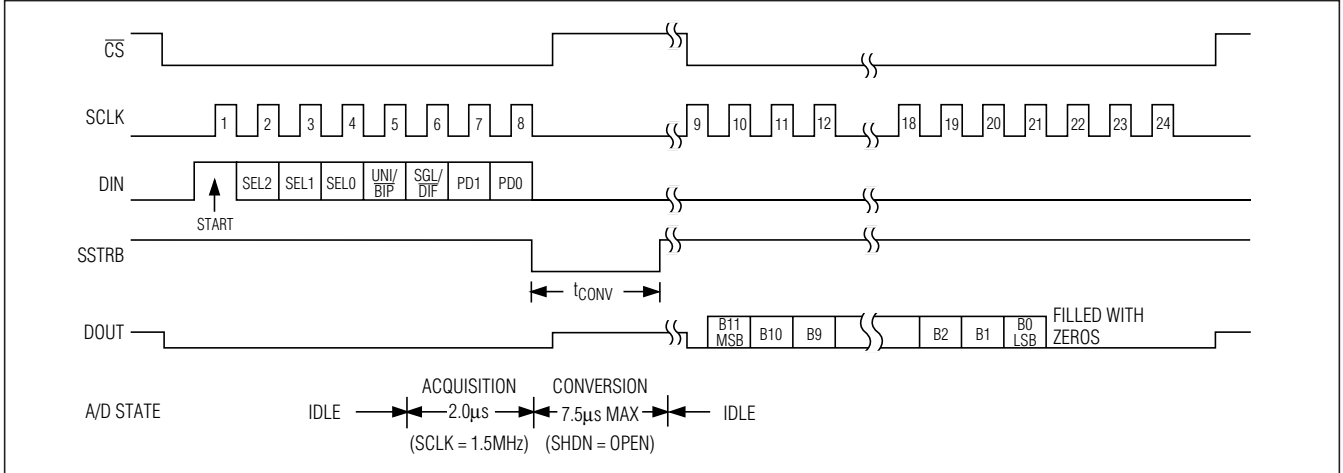 CS
SCLK
1 2 3 4 5 6 7 8 9 10 11 12 18 19 20 21 22 23 24
DIN
SEL2 SEL1 SEL0 UNI/BIP SGL/DIF PD1 PD0
START
SSTRB
tCONV
DOUT
B11 MSB B10 B9 B2 B1 B0 LSB
FILLED WITH
ZEROS
ACQUISITION CONVERSION
A/D STATE IDLE 2.0µs 7.5µs MAX IDLE
(SCLK = 1.5MHz) (SHDN = OPEN)